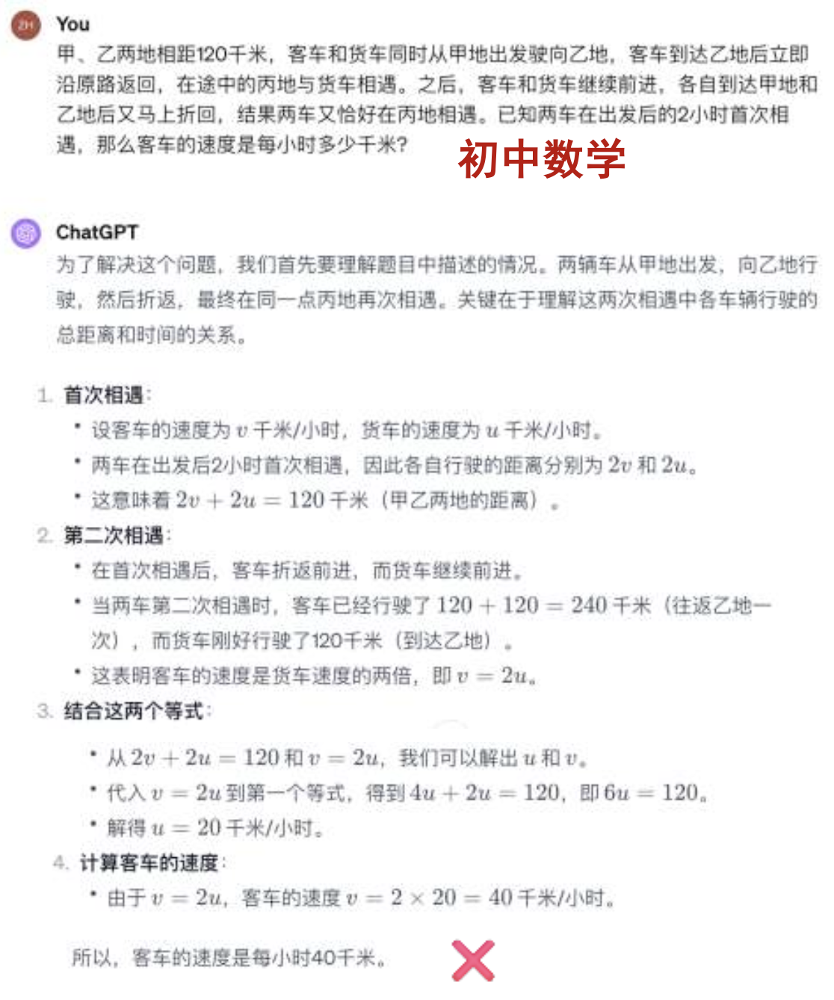 ZH You
甲、乙两地相距120千米，客车和货车同时从甲地出发驶向乙地，客车到达乙地后立即
沿原路返回，在途中的丙地与货车相遇。之后，客车和货车继续前进，各自到达甲地和
乙地后又马上折回，结果两车又恰好在丙地相遇。已知两车在出发后的2小时首次相
遇，那么客车的速度是每小时多少千米？
初中数学
ChatGPT
为了解决这个问题，我们首先要理解题目中描述的情况。两辆车从甲地出发，向乙地行
驶，然后折返，最终在同一点丙地再次相遇。关键在于理解这两次相遇中各车辆行驶的
总距离和时间的关系。
1. 首次相遇：
• 设客车的速度为 v 千米/小时，货车的速度为 u 千米/小时。
• 两车在出发后2小时首次相遇，因此各自行驶的距离分别为 2v 和 2u。
• 这意味着 2v + 2u = 120 千米（甲乙两地的距离）。
2. 第二次相遇：
• 在首次相遇后，客车折返前进，而货车继续前进。
• 当两车第二次相遇时，客车已经行驶了 120 + 120 = 240 千米（往返乙地一
次），而货车刚好行驶了120千米（到达乙地）。
• 这表明客车的速度是货车速度的两倍，即 v = 2u。
3. 结合这两个等式：
• 从 2v + 2u = 120 和 v = 2u，我们可以解出 u 和 v。
• 代入 v = 2u 到第一个等式，得到 4u + 2u = 120，即 6u = 120。
• 解得 u = 20 千米/小时。
4. 计算客车的速度：
• 由于 v = 2u，客车的速度 v = 2 × 20 = 40 千米/小时。
所以，客车的速度是每小时40千米。